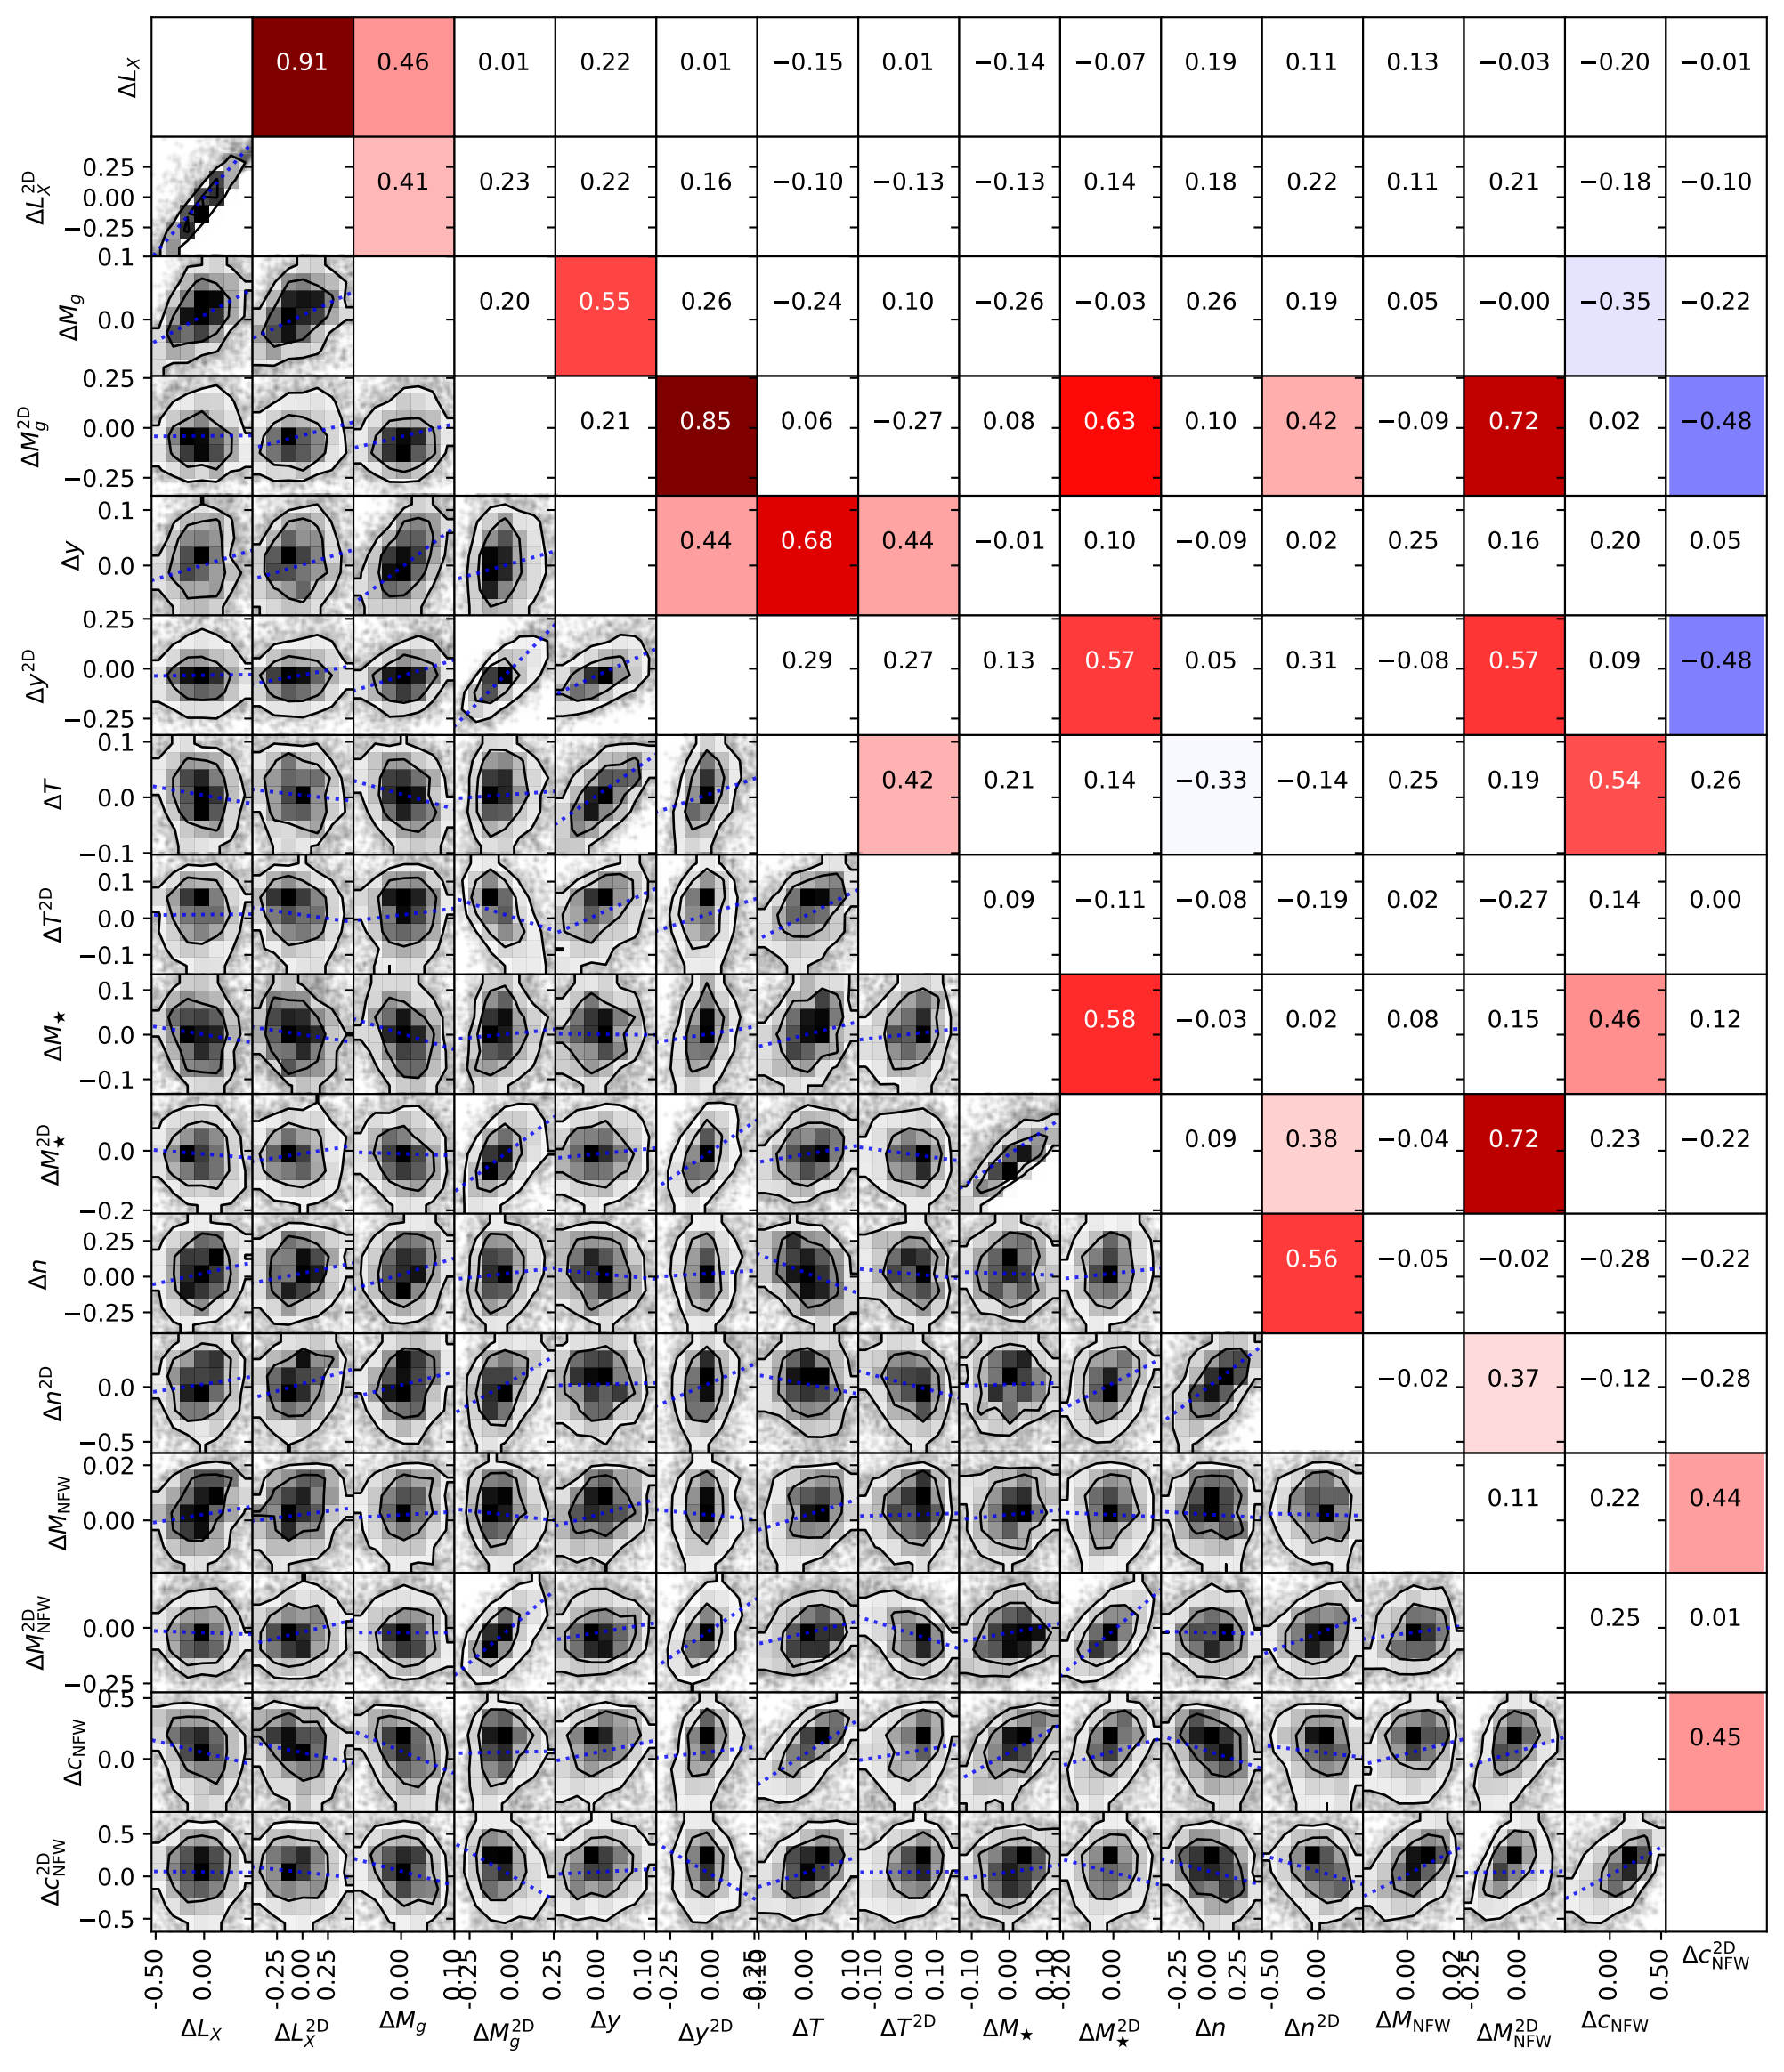 ΔL_X 0.91 0.46 0.01 0.22 0.01 −0.15 0.01 −0.14 −0.07 0.19 0.11 0.13 −0.03 −0.20 −0.01
0.25
ΔL_X^2D 0.00 0.41 0.23 0.22 0.16 −0.10 −0.13 −0.13 0.14 0.18 0.22 0.11 0.21 −0.18 −0.10
−0.25
0.1
ΔM_g 0.0 0.20 0.55 0.26 −0.24 0.10 −0.26 −0.03 0.26 0.19 0.05 −0.00 −0.35 −0.22
0.25
ΔM_g^2D 0.00 0.21 0.85 0.06 −0.27 0.08 0.63 0.10 0.42 −0.09 0.72 0.02 −0.48
−0.25
0.1
Δy 0.0 0.44 0.68 0.44 −0.01 0.10 −0.09 0.02 0.25 0.16 0.20 0.05
0.25
Δy^2D 0.00 0.29 0.27 0.13 0.57 0.05 0.31 −0.08 0.57 0.09 −0.48
−0.25
0.1
ΔT 0.0 0.42 0.21 0.14 −0.33 −0.14 0.25 0.19 0.54 0.26
−0.1
0.1
ΔT^2D 0.0 0.09 −0.11 −0.08 −0.19 0.02 −0.27 0.14 0.00
−0.1
0.1
ΔM_★ 0.0 0.58 −0.03 0.02 0.08 0.15 0.46 0.12
−0.1
ΔM_★^2D 0.0 0.09 0.38 −0.04 0.72 0.23 −0.22
−0.2
0.25
Δn 0.00 0.56 −0.05 −0.02 −0.28 −0.22
−0.25
Δn^2D 0.0 −0.02 0.37 −0.12 −0.28
−0.5
0.02
ΔM_NFW 0.00 0.11 0.22 0.44
ΔM_NFW^2D 0.00 0.25 0.01
−0.25
0.5
Δc_NFW 0.0 0.45
0.5
Δc_NFW^2D 0.0
−0.5
−0.50 0.00 −0.25 0.00 0.25 0.00 0.00 0.25 0.00 −0.25 0.00 0.00 0.10 −0.10 0.00 0.10 −0.10 0.00 0.10 0.00 −0.25 0.00 0.25 −0.50 0.00 0.00 0.02 0.00 0.00 0.50
ΔL_X ΔL_X^2D ΔM_g ΔM_g^2D Δy Δy^2D ΔT ΔT^2D ΔM_★ ΔM_★^2D Δn Δn^2D ΔM_NFW ΔM_NFW^2D Δc_NFW Δc_NFW^2D